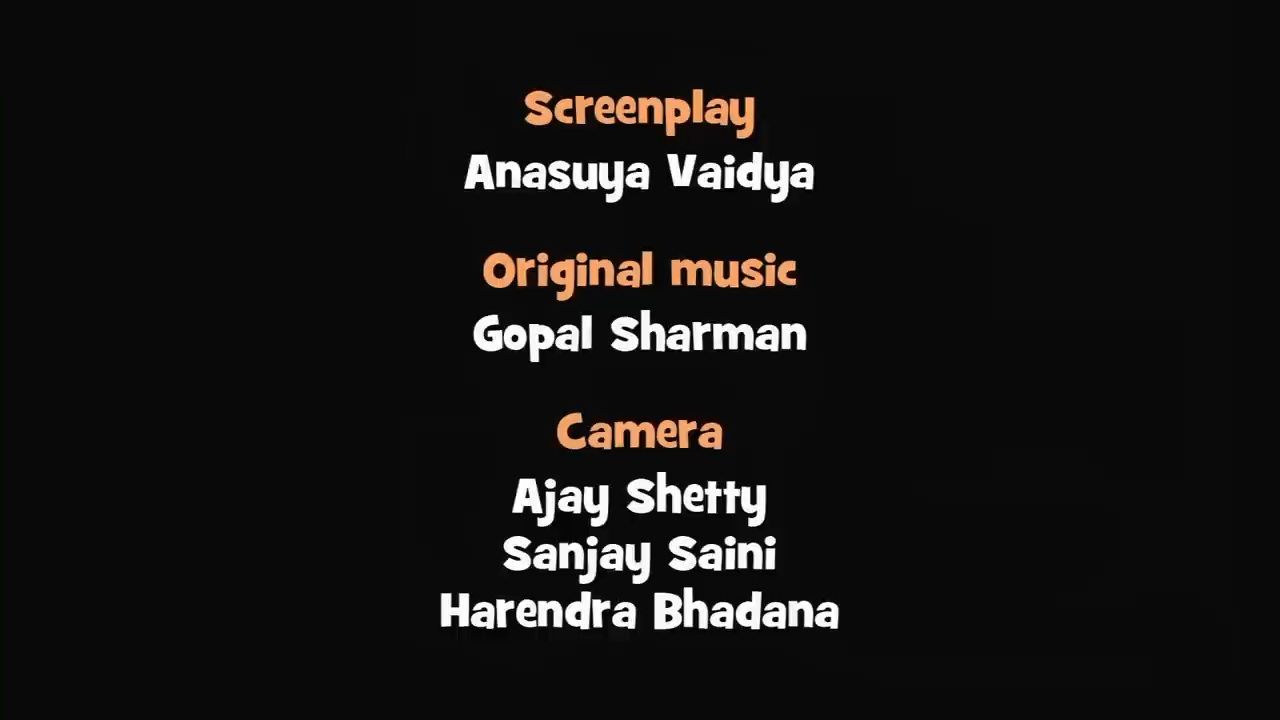 Screenplay
Anasuya Vaidya
Original music
Gopal Sharman
Camera
Ajay Shetty
Sanjay Saini
Harendra Bhadana